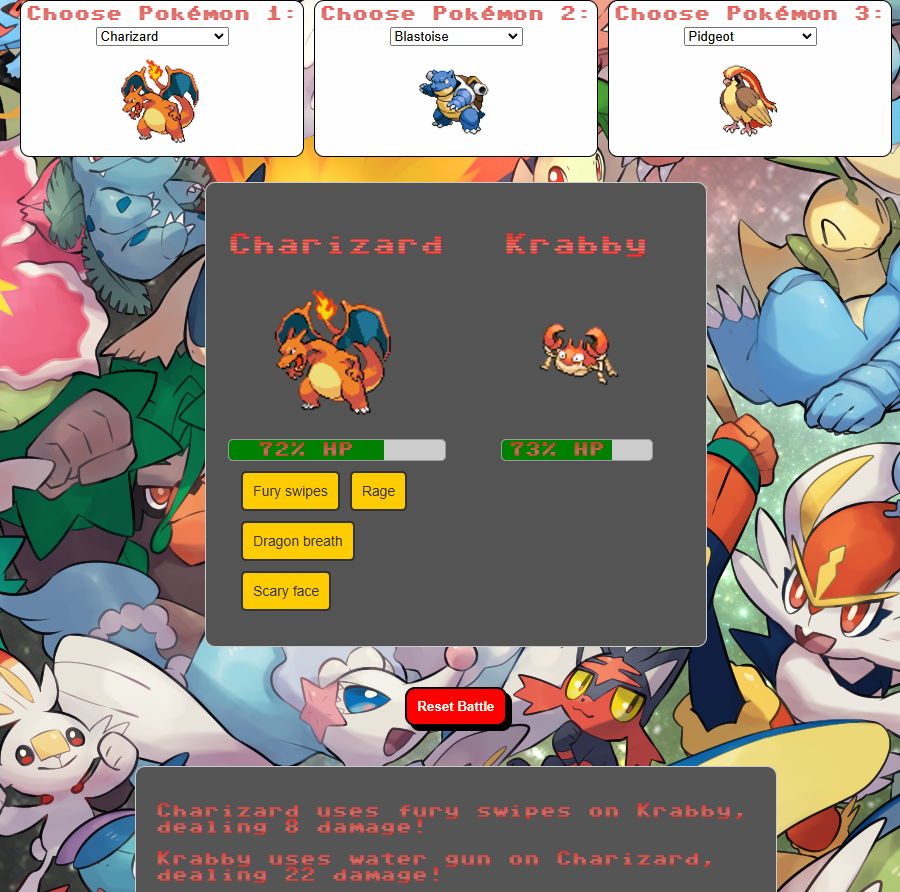 Choose Pokémon 1:
Choose Pokémon 2:
Choose Pokémon 3:
Charizard
Blastoise
Pidgeot
Charizard
Krabby
72% HP
73% HP
Fury swipes
Rage
Dragon breath
Scary face
Reset Battle
Charizard uses fury swipes on Krabby,
dealing 8 damage!
Krabby uses water gun on Charizard,
dealing 22 damage!